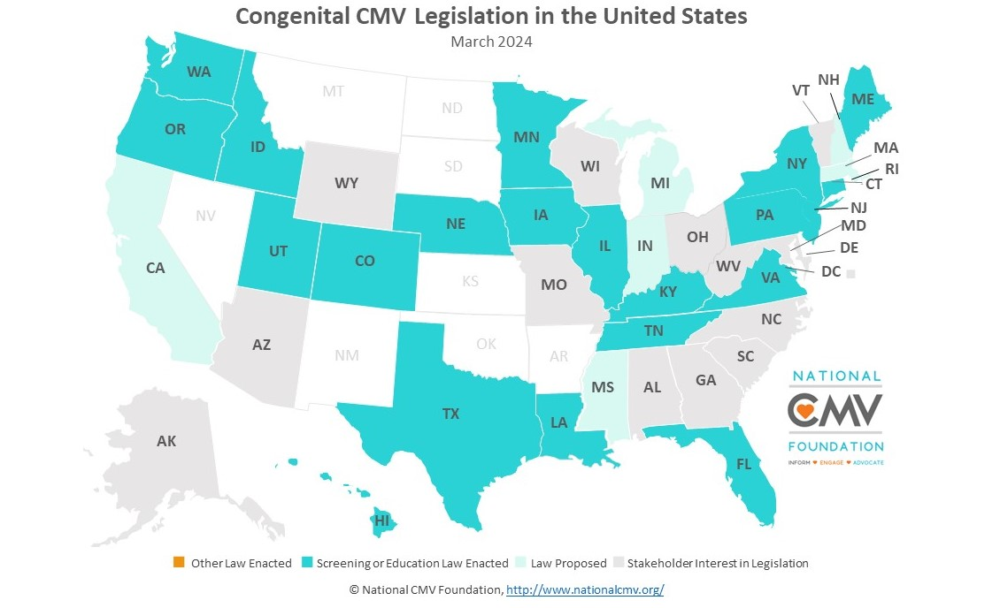 Congenital CMV Legislation in the United States
March 2024
WA
MT
ND
MN
OR
ID
SD
WI
MI
VT
NH
ME
NY
MA
RI
CT
WY
NE
IA
PA
NJ
MD
NV
UT
CO
IL
IN
OH
WV
DE
VA
DC
CA
KS
MO
KY
AZ
NM
OK
AR
TN
NC
SC
MS
AL
GA
TX
LA
FL
AK
HI
NATIONAL
CMV
FOUNDATION
INFORM ♥ ENGAGE ♥ ADVOCATE
Other Law Enacted Screening or Education Law Enacted Law Proposed Stakeholder Interest in Legislation
© National CMV Foundation, http://www.nationalcmv.org/